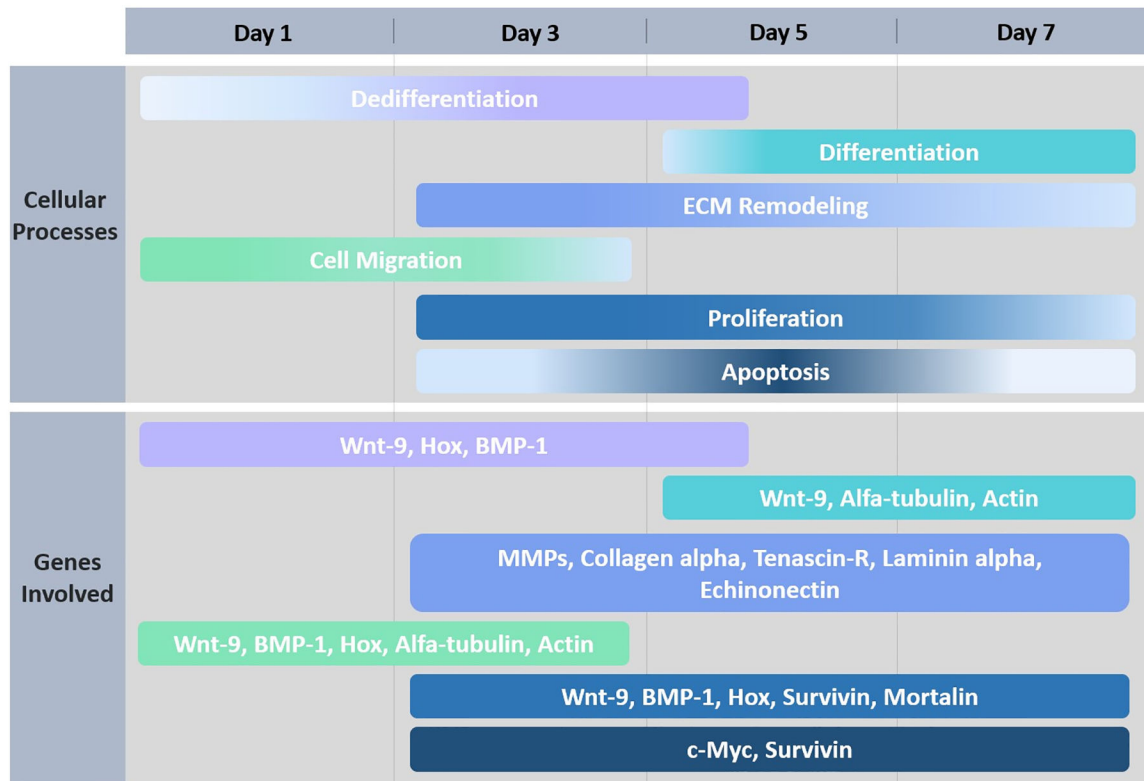 Day 1
Day 3
Day 5
Day 7
Cellular
Processes
Dedifferentiation
Differentiation
ECM Remodeling
Cell Migration
Proliferation
Apoptosis
Genes
Involved
Wnt-9, Hox, BMP-1
Wnt-9, Alfa-tubulin, Actin
MMPs, Collagen alpha, Tenascin-R, Laminin alpha,
Echinonectin
Wnt-9, BMP-1, Hox, Alfa-tubulin, Actin
Wnt-9, BMP-1, Hox, Survivin, Mortalin
c-Myc, Survivin